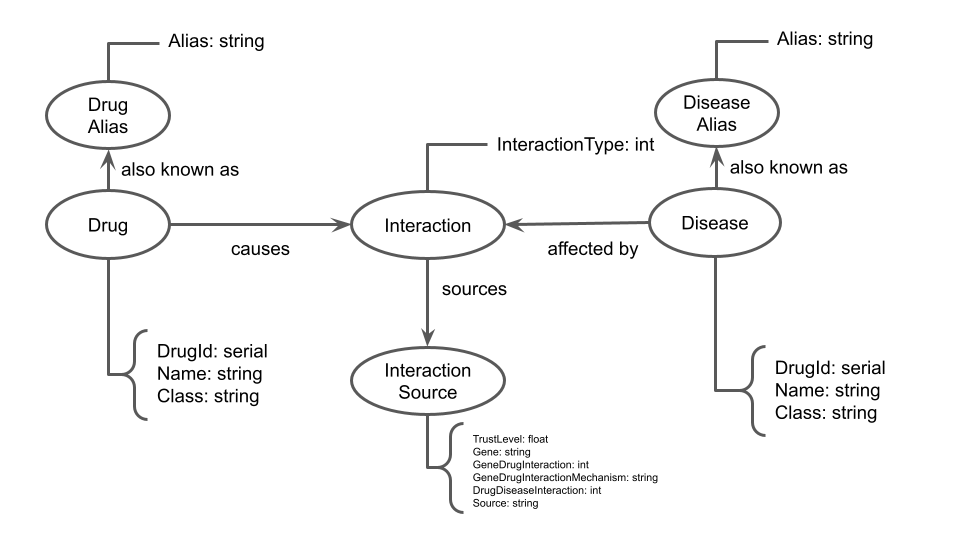 Alias: string
Alias: string
Drug
Alias
Disease
Alias
InteractionType: int
also known as
also known as
Drug
Interaction
Disease
causes
affected by
sources
DrugId: serial
Name: string
Class: string
Interaction
Source
DrugId: serial
Name: string
Class: string
TrustLevel: float
Gene: string
GeneDrugInteraction: int
GeneDrugInteractionMechanism: string
DrugDiseaseInteraction: int
Source: string